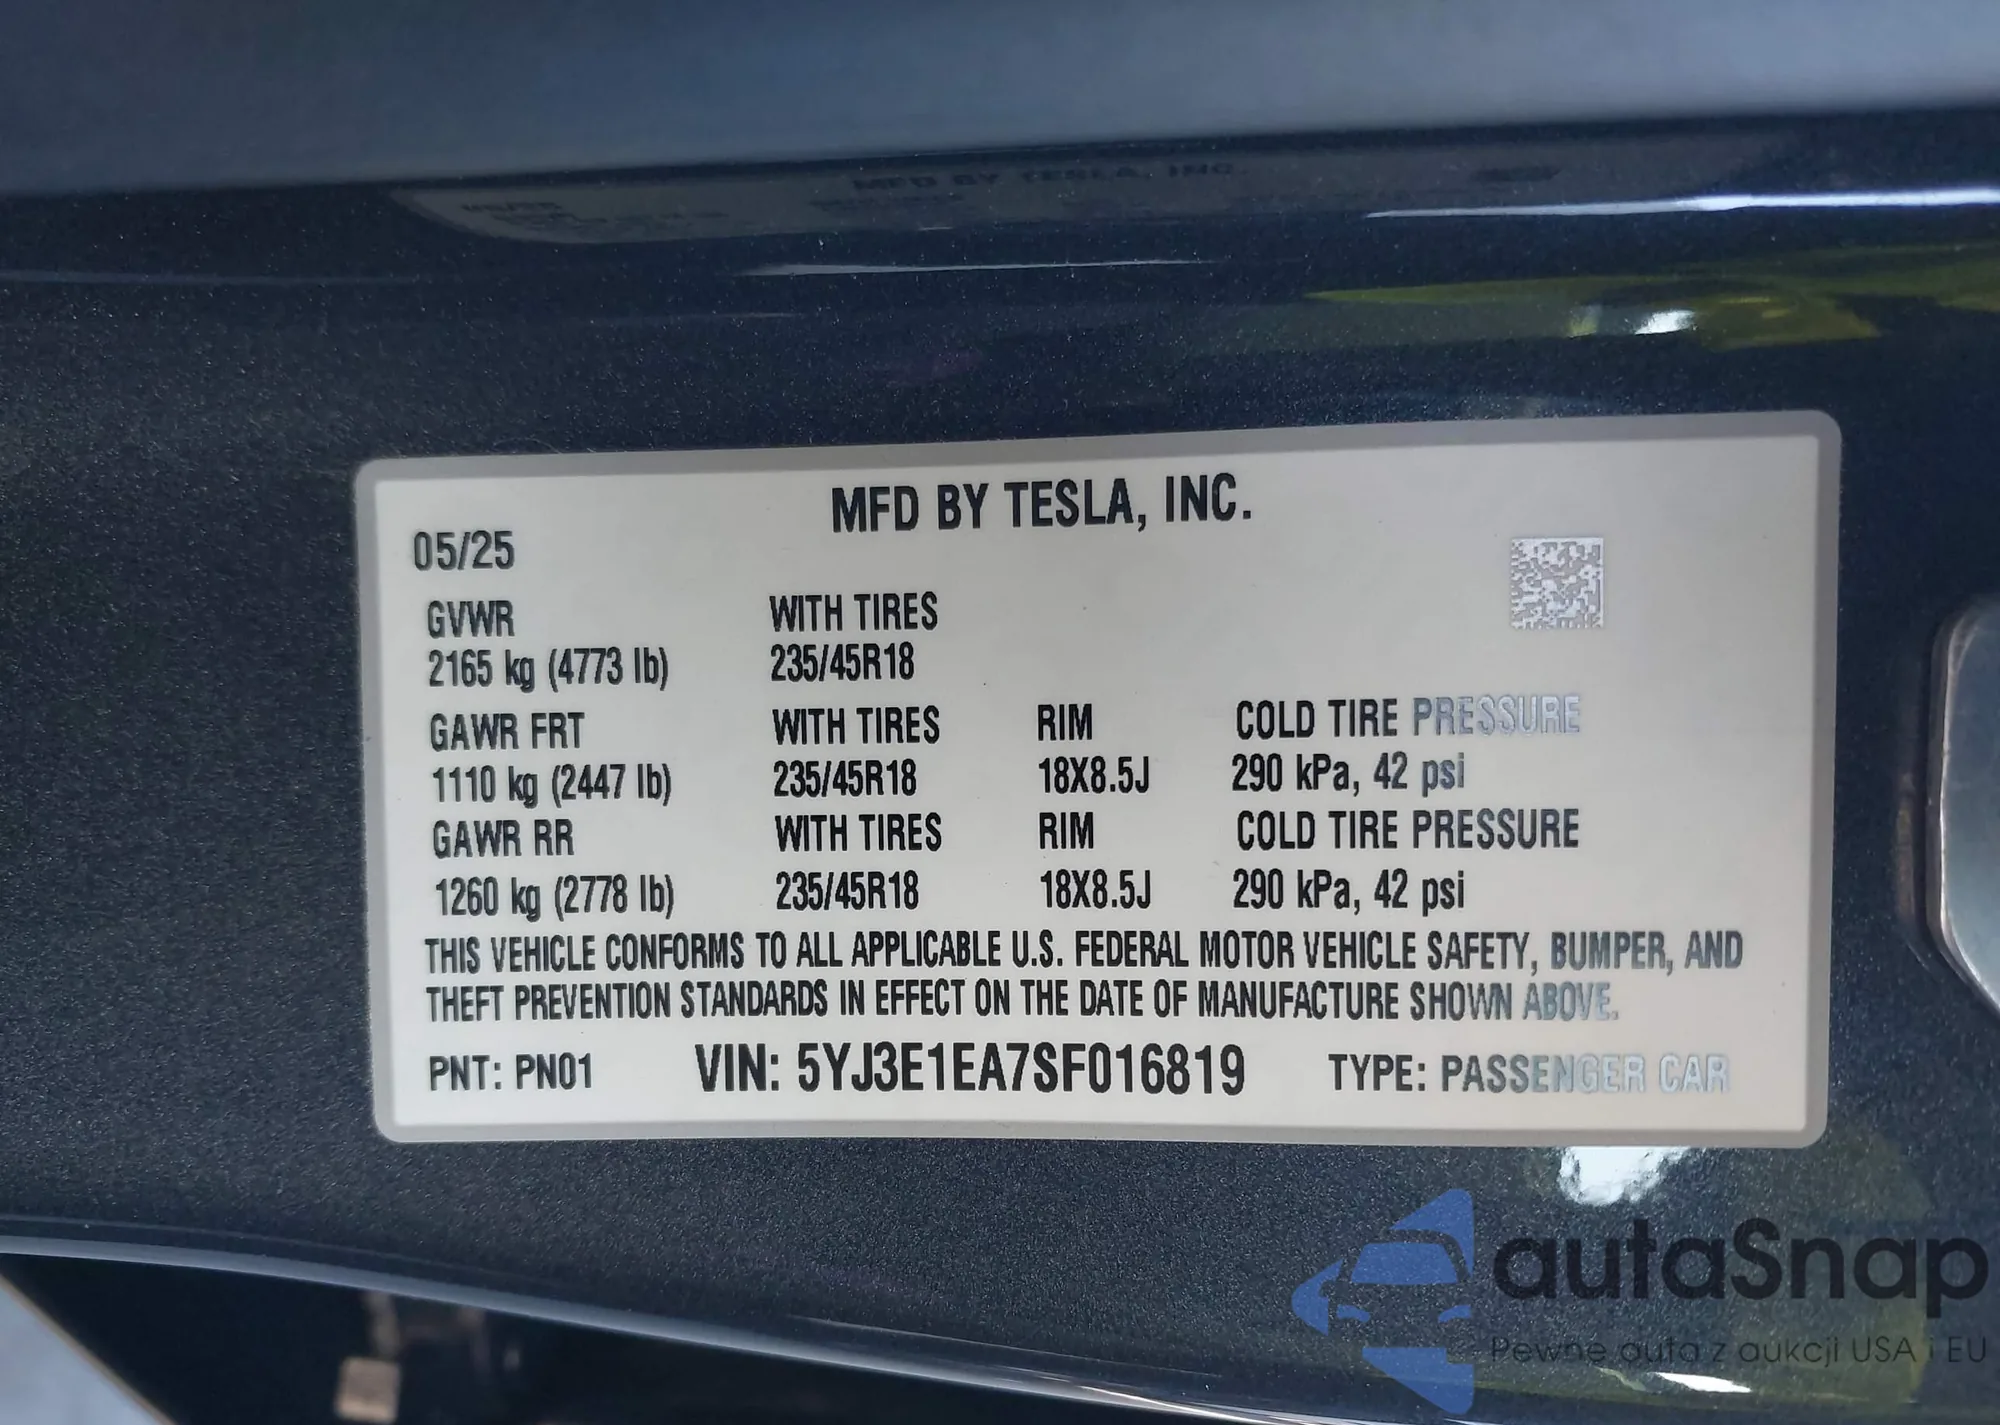 MFD BY TESLA, INC.
05/25
GVWR WITH TIRES
2165 kg (4773 lb) 235/45R18
GAWR FRT WITH TIRES RIM COLD TIRE PRESSURE
1110 kg (2447 lb) 235/45R18 18X8.5J 290 kPa, 42 psi
GAWR RR WITH TIRES RIM COLD TIRE PRESSURE
1260 kg (2778 lb) 235/45R18 18X8.5J 290 kPa, 42 psi
THIS VEHICLE CONFORMS TO ALL APPLICABLE U.S. FEDERAL MOTOR VEHICLE SAFETY, BUMPER, AND
THEFT PREVENTION STANDARDS IN EFFECT ON THE DATE OF MANUFACTURE SHOWN ABOVE.
PNT: PN01 VIN: 5YJ3E1EA7SF016819 TYPE: PASSENGER CAR
autaSnap
Pewne auta z aukcji USA i EU